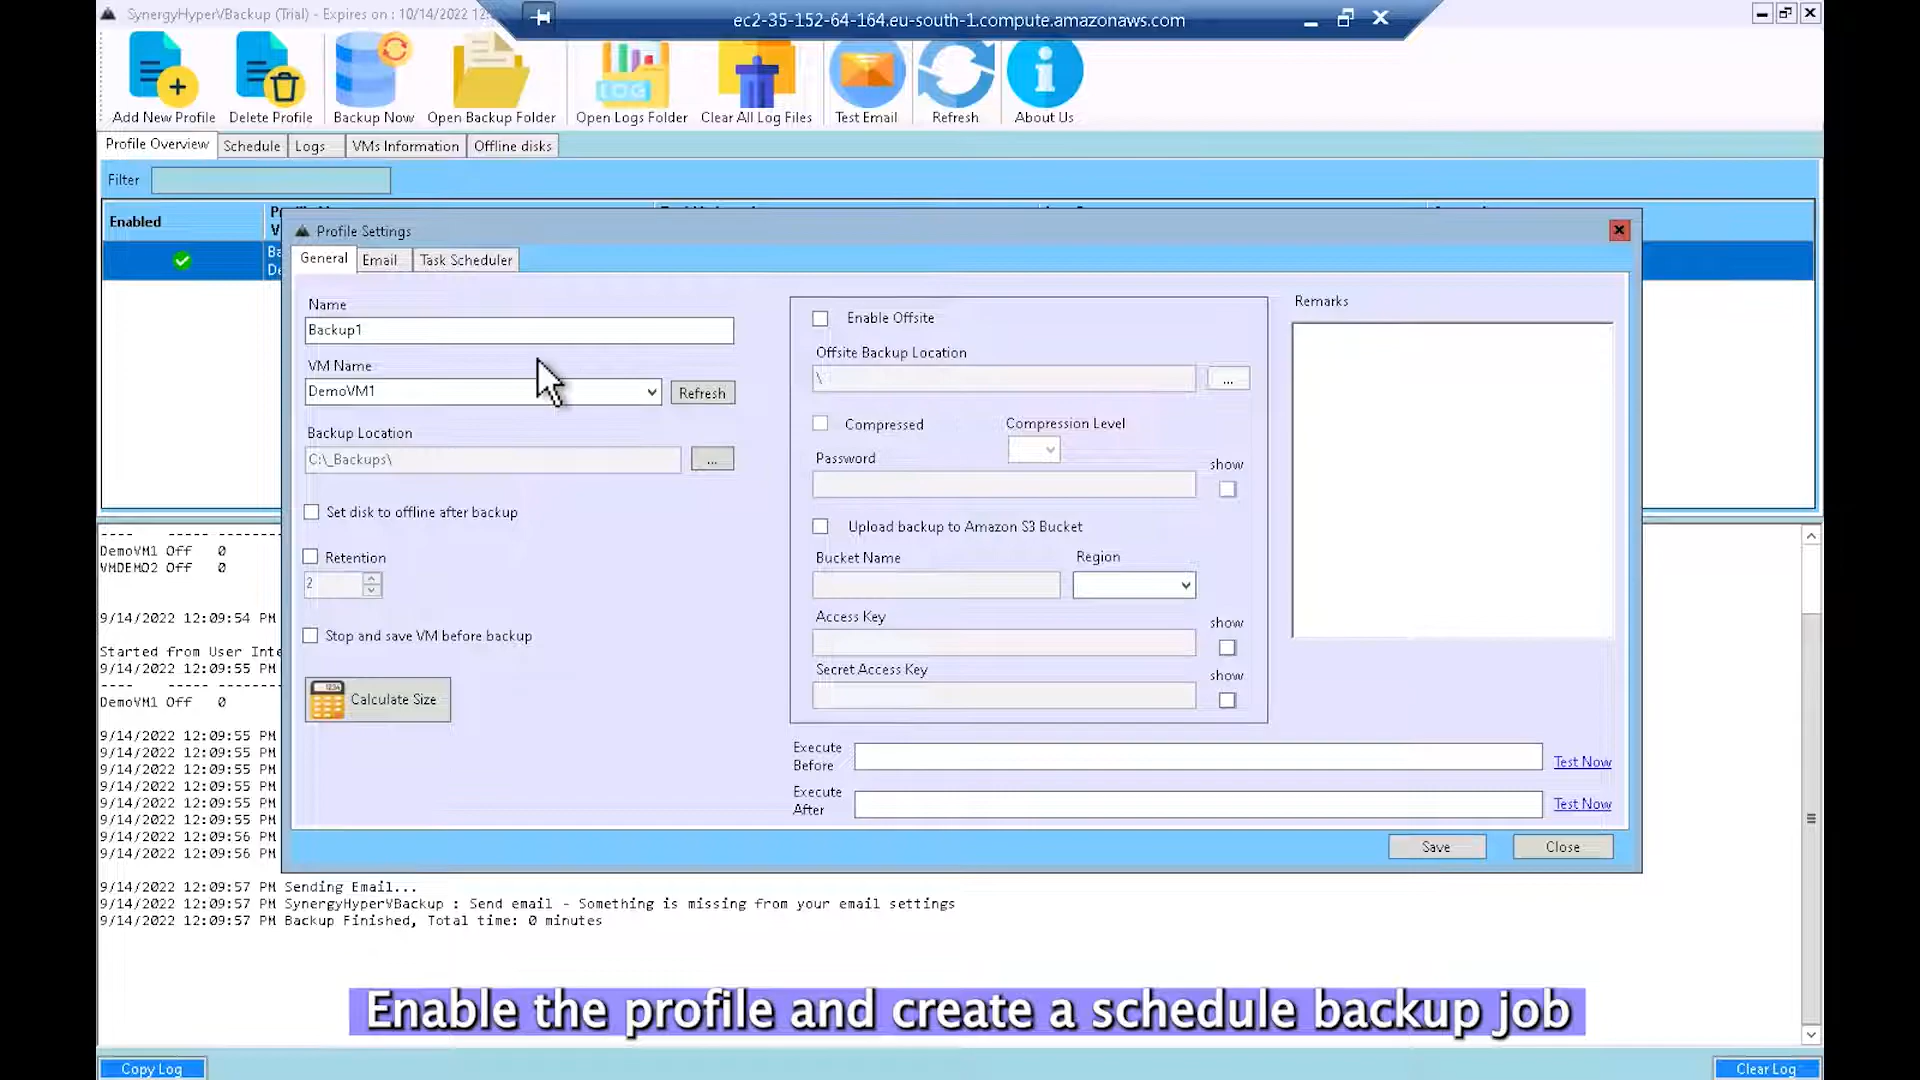 SynergyHyperVBackup (Trial) - Expires on : 10/14/2022 12:
ec2-35-152-64-164.eu-south-1.compute.amazonaws.com
LOG
Add New Profile
Delete Profile
Backup Now
Open Backup Folder
Open Logs Folder
Clear All Log Files
Test Email
Refresh
About Us
Profile Overview
Schedule
Logs
VMs Information
Offline disks
Filter
Enabled
Profile Settings
General
Email
Task Scheduler
Name
Backup1
VM Name
DemoVM1
Refresh
Backup Location
C:\_Backups\
...
Set disk to offline after backup
Retention
2
Stop and save VM before backup
Calculate Size
Enable Offsite
Offsite Backup Location
\
...
Compressed
Compression Level
Password
show
Upload backup to Amazon S3 Bucket
Bucket Name
Region
Access Key
show
Secret Access Key
show
Remarks
Execute
Before
Test Now
Execute
After
Test Now
Save
Close
---- ----- --------
DemoVM1 Off 0
VMDEMO2 Off 0
9/14/2022 12:09:54 PM
Started from User Inte
9/14/2022 12:09:55 PM
---- ----- --------
DemoVM1 Off 0
9/14/2022 12:09:55 PM
9/14/2022 12:09:55 PM
9/14/2022 12:09:55 PM
9/14/2022 12:09:55 PM
9/14/2022 12:09:55 PM
9/14/2022 12:09:55 PM
9/14/2022 12:09:56 PM
9/14/2022 12:09:56 PM
9/14/2022 12:09:57 PM Sending Email...
9/14/2022 12:09:57 PM SynergyHyperVBackup : Send email - Something is missing from your email settings
9/14/2022 12:09:57 PM Backup Finished, Total time: 0 minutes
Enable the profile and create a schedule backup job
Copy Log
Clear Log